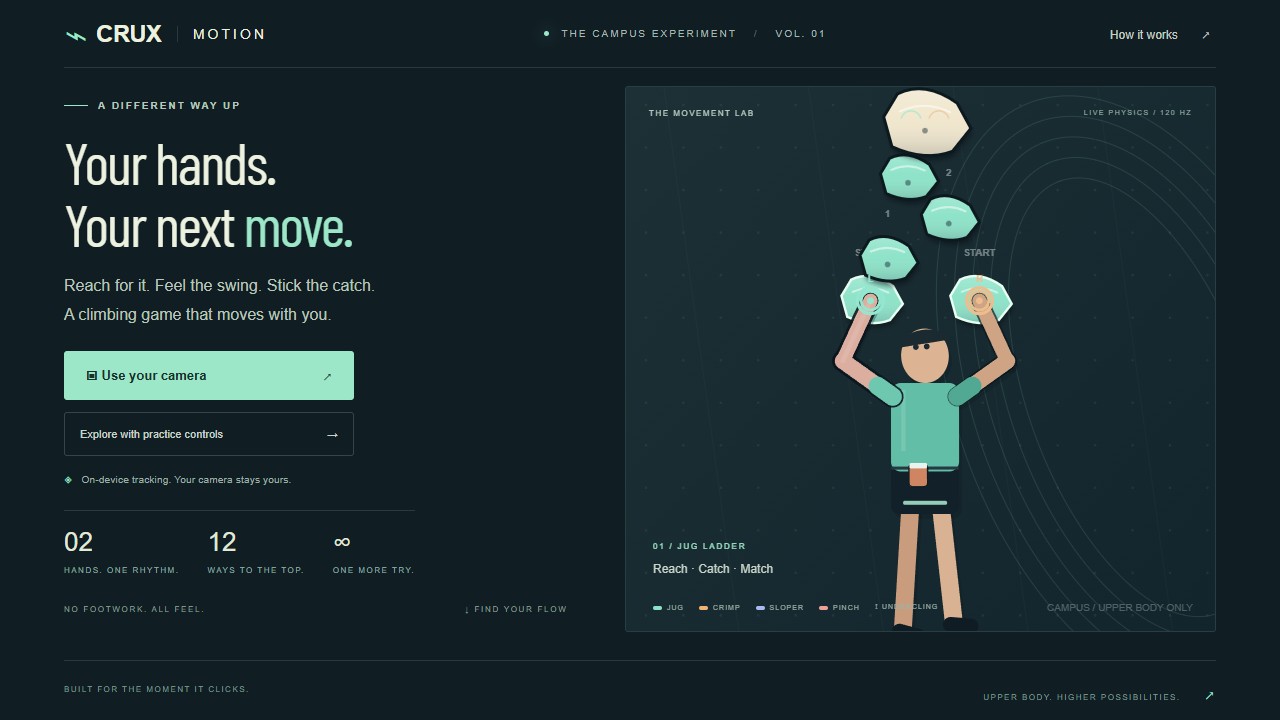 CRUX MOTION
THE CAMPUS EXPERIMENT / VOL. 01
How it works ↗
A DIFFERENT WAY UP
Your hands.
Your next move.
Reach for it. Feel the swing. Stick the catch.
A climbing game that moves with you.
Use your camera ↗
Explore with practice controls →
On-device tracking. Your camera stays yours.
02 12 ∞
HANDS. ONE RHYTHM. WAYS TO THE TOP. ONE MORE TRY.
NO FOOTWORK. ALL FEEL. ↓ FIND YOUR FLOW
THE MOVEMENT LAB LIVE PHYSICS / 120 HZ
2
1
START
01 / JUG LADDER
Reach · Catch · Match
JUG CRIMP SLOPER PINCH CAMPUS / UPPER BODY ONLY
BUILT FOR THE MOMENT IT CLICKS.
UPPER BODY. HIGHER POSSIBILITIES. ↗